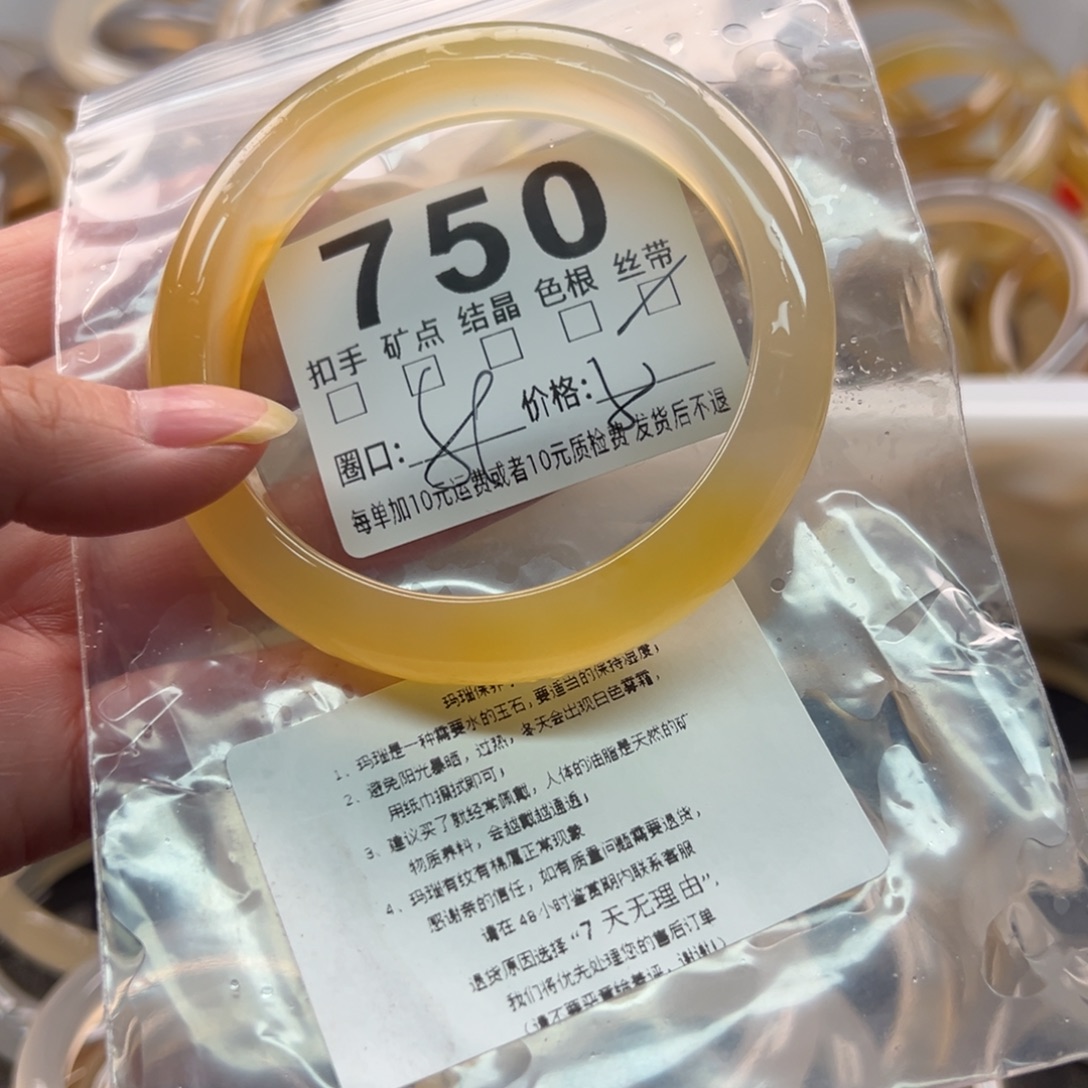 750
扣手 矿点 结晶 色根 丝带
圈口: 价格:
每单加10元运费或者10元质检费 发货后不退
玛瑙保养:
1、玛瑙是一种需要水的玉石,要适当的保持湿度,
2、避免阳光暴晒,过热,冬天会出现白色雾霜,
用纸巾擦拭即可,
3、建议买了就经常佩戴,人体的油脂是天然的矿
物质养料,会越戴越通透,
4、玛瑙有纹有棉属正常现象
感谢亲的信任,如有质量问题需要退货,
请在48小时鉴赏期内联系客服
退货原因选择“7天无理由”,
我们将优先处理您的售后订单